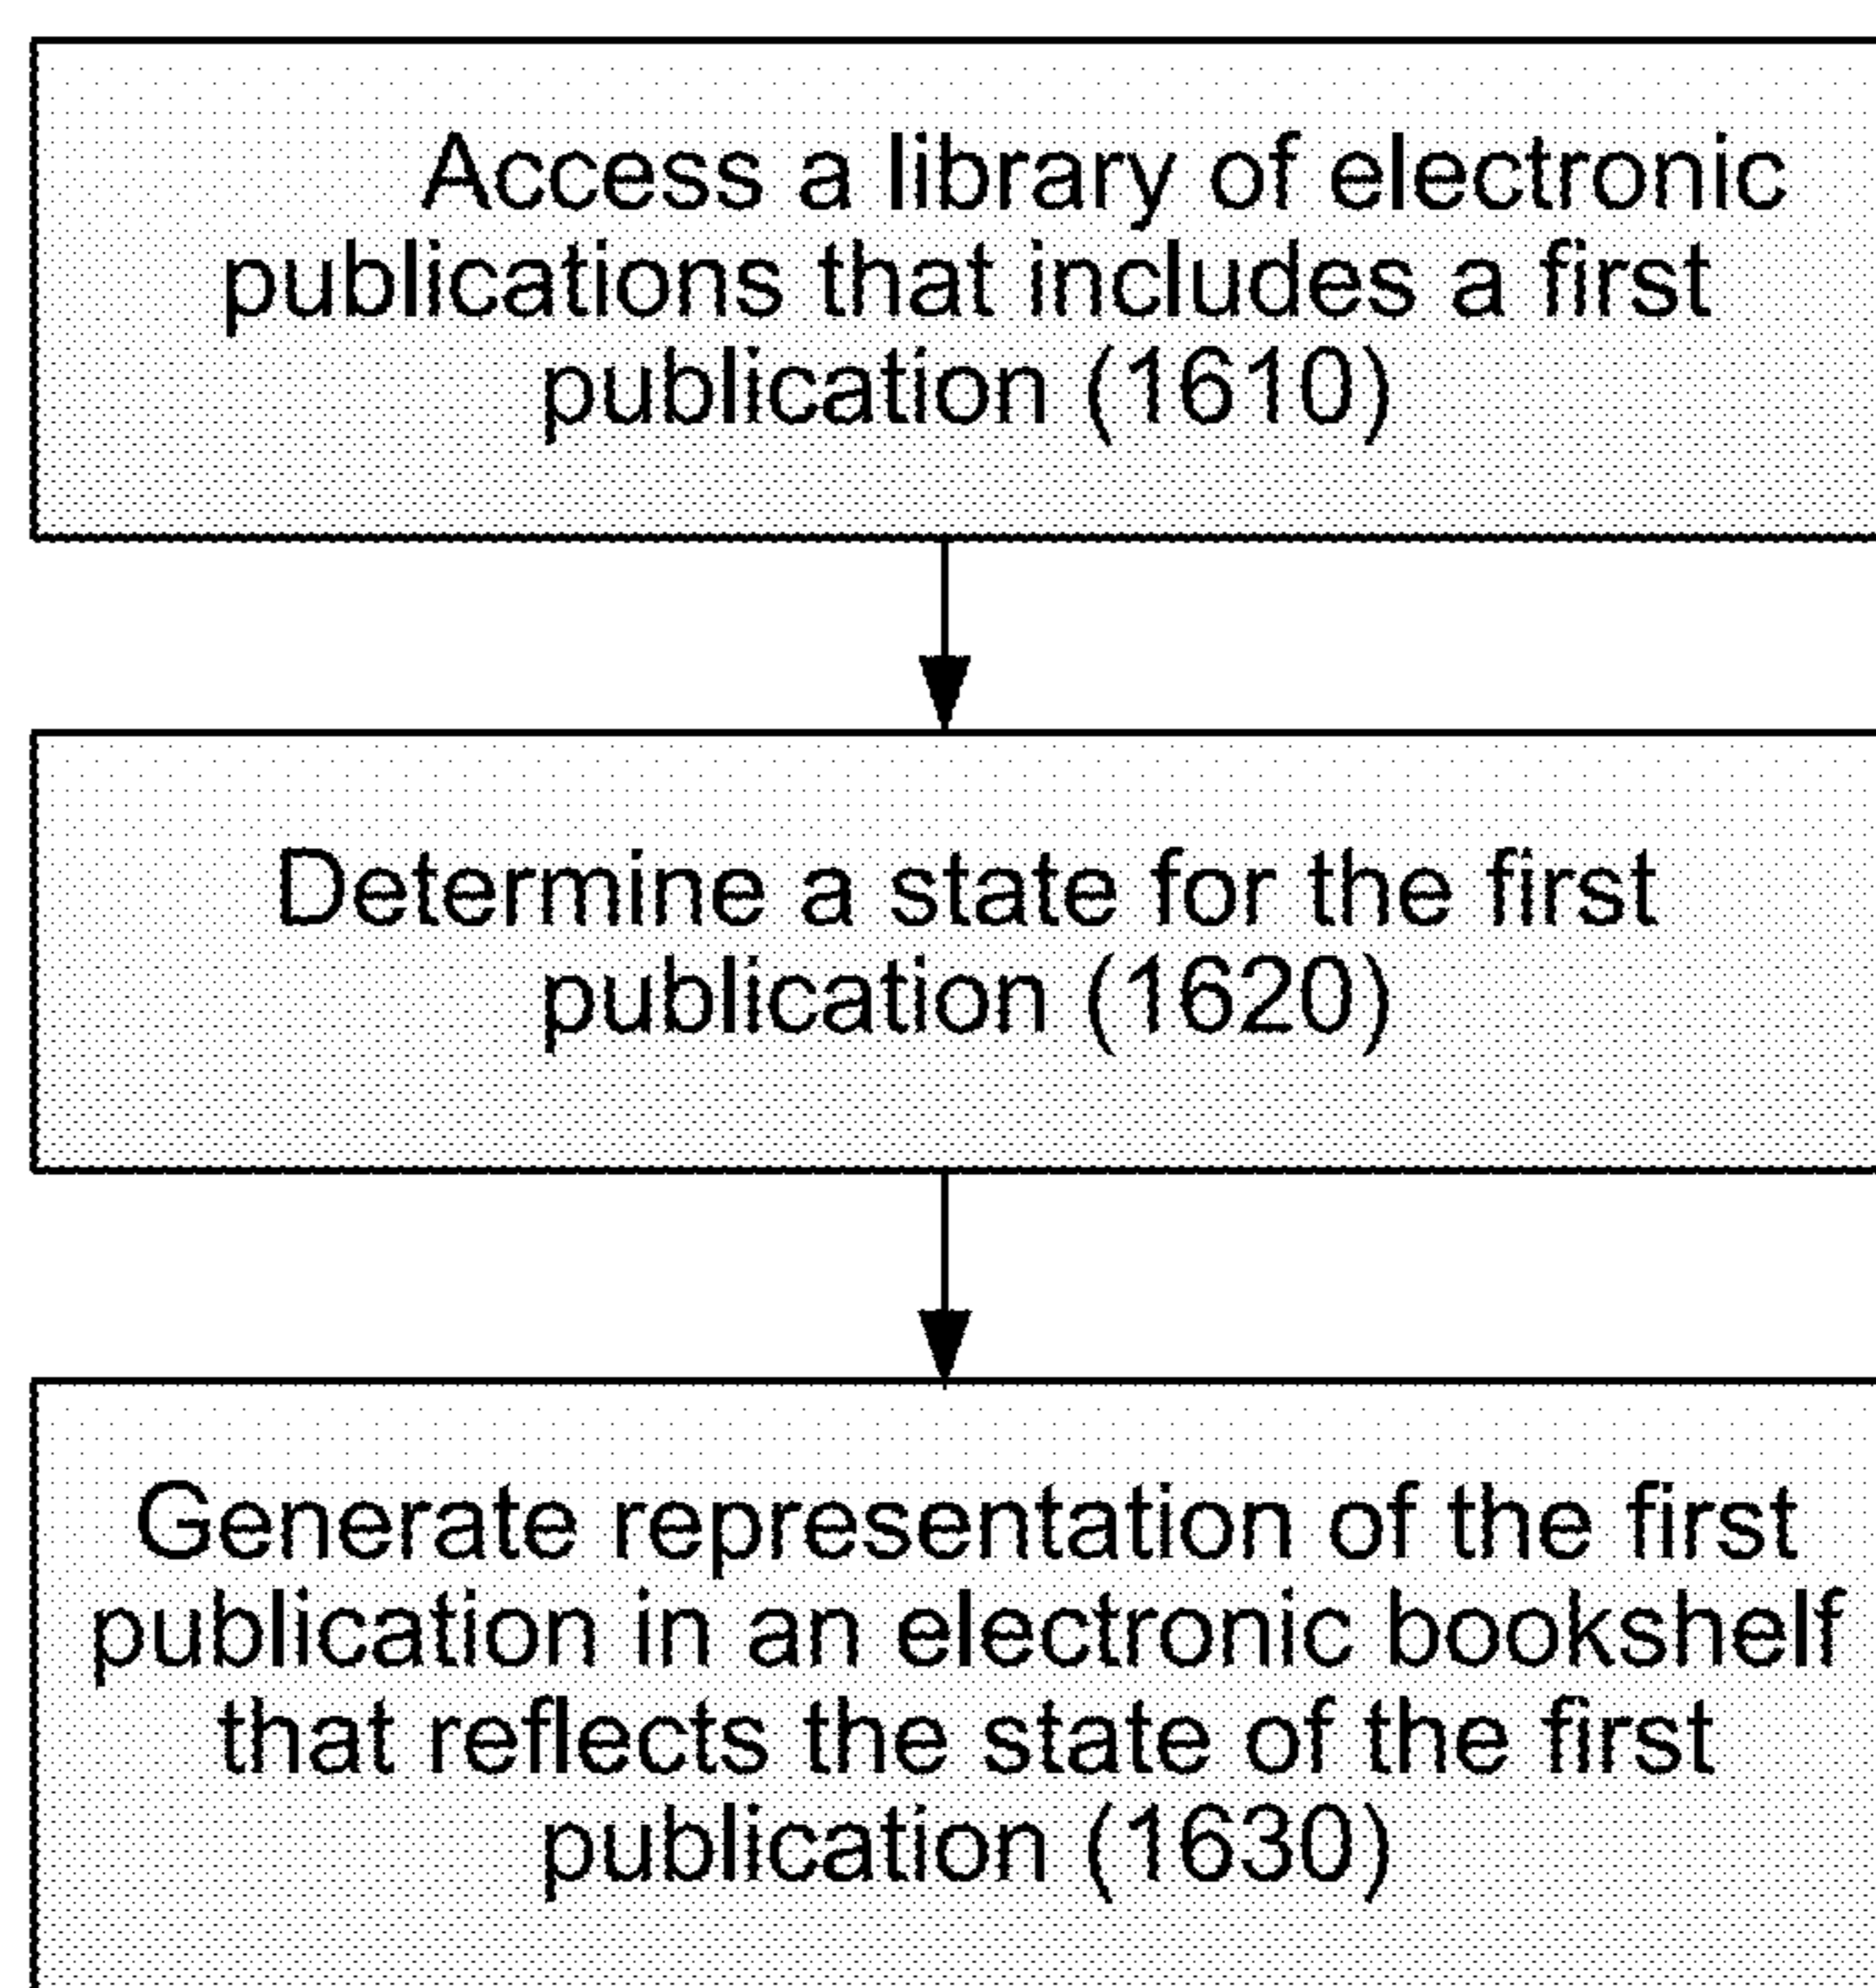 Access a library of electronic
publications that includes a first
publication (1610)
Determine a state for the first
publication (1620)
Generate representation of the first
publication in an electronic bookshelf
that reflects the state of the first
publication (1630)